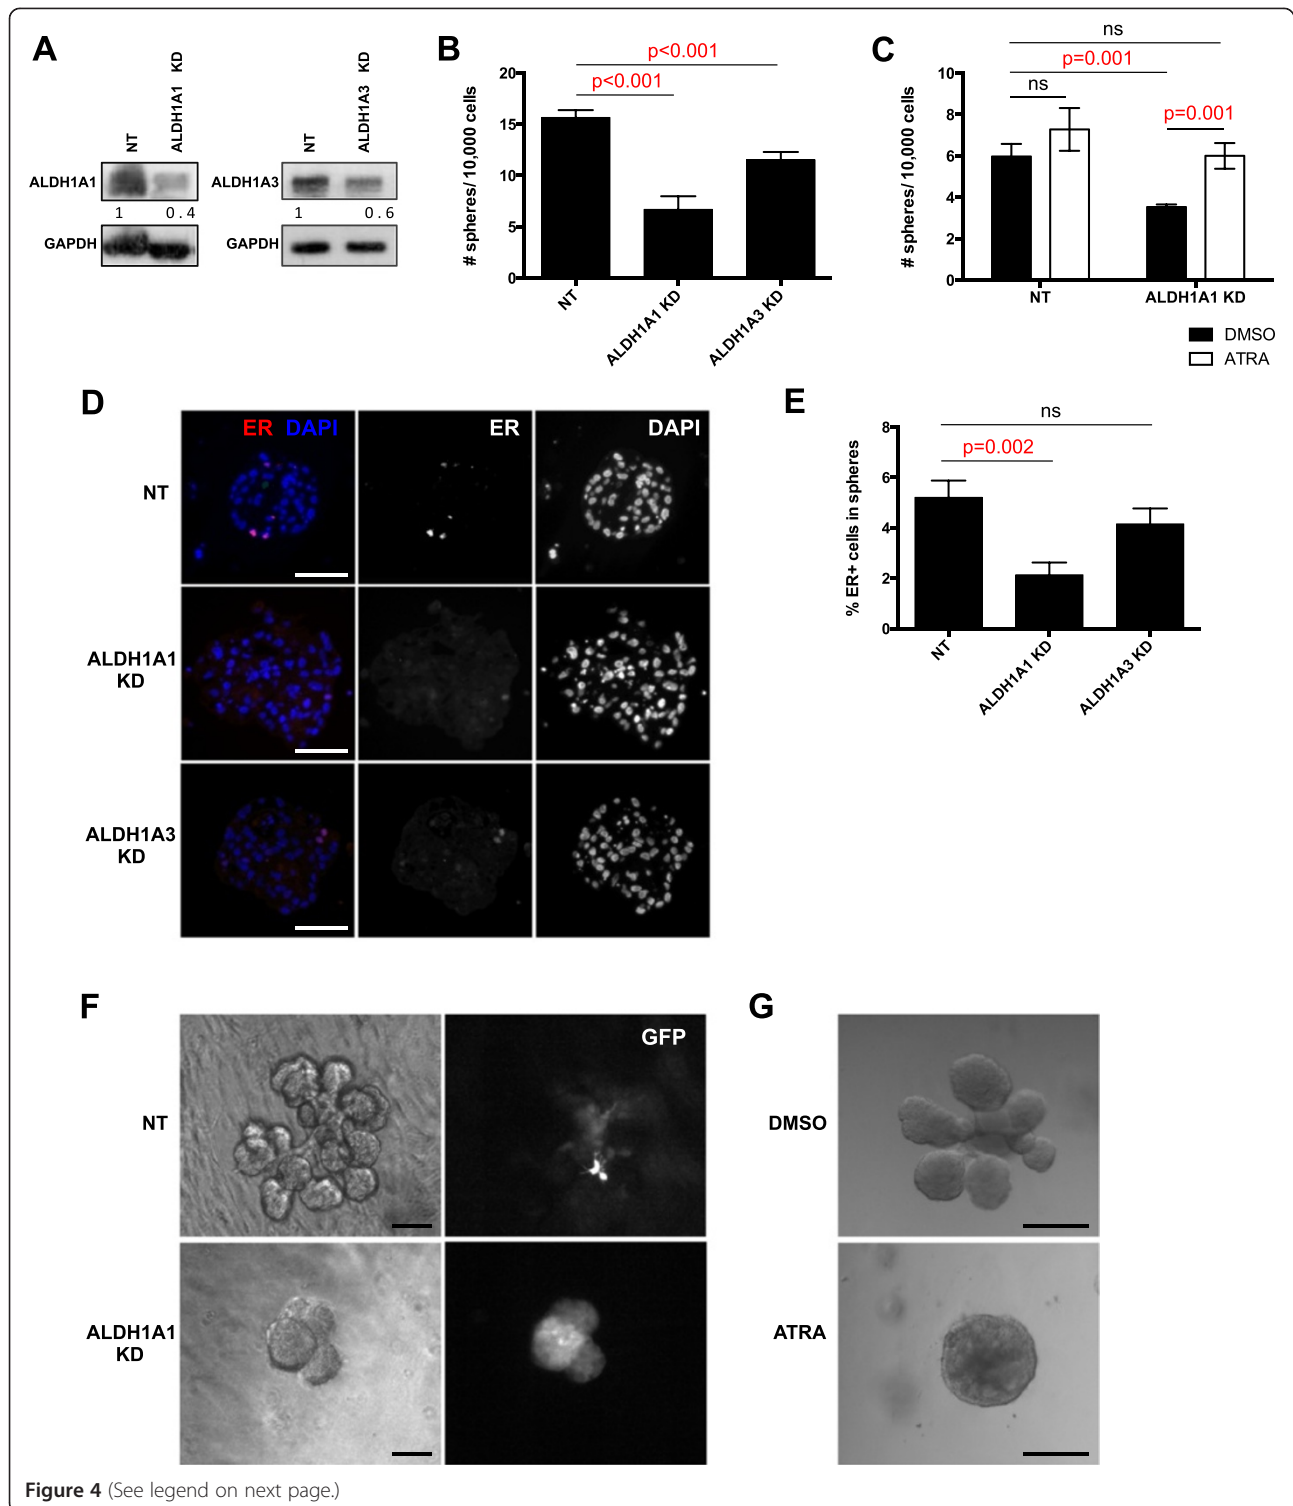 A
NT
ALDH1A1 KD
ALDH1A1
1 0.4
GAPDH
NT
ALDH1A3 KD
ALDH1A3
1 0.6
GAPDH
B
p<0.001
p<0.001
# spheres/ 10,000 cells
20
15
10
5
0
NT
ALDH1A1 KD
ALDH1A3 KD
C
ns
p=0.001
ns
p=0.001
# spheres/ 10,000 cells
10
8
6
4
2
0
NT
ALDH1A1 KD
DMSO
ATRA
D
ER DAPI
ER
DAPI
NT
ALDH1A1
KD
ALDH1A3
KD
E
ns
p=0.002
% ER+ cells in spheres
8
6
4
2
0
NT
ALDH1A1 KD
ALDH1A3 KD
F
GFP
NT
ALDH1A1
KD
G
DMSO
ATRA
Figure 4 (See legend on next page.)